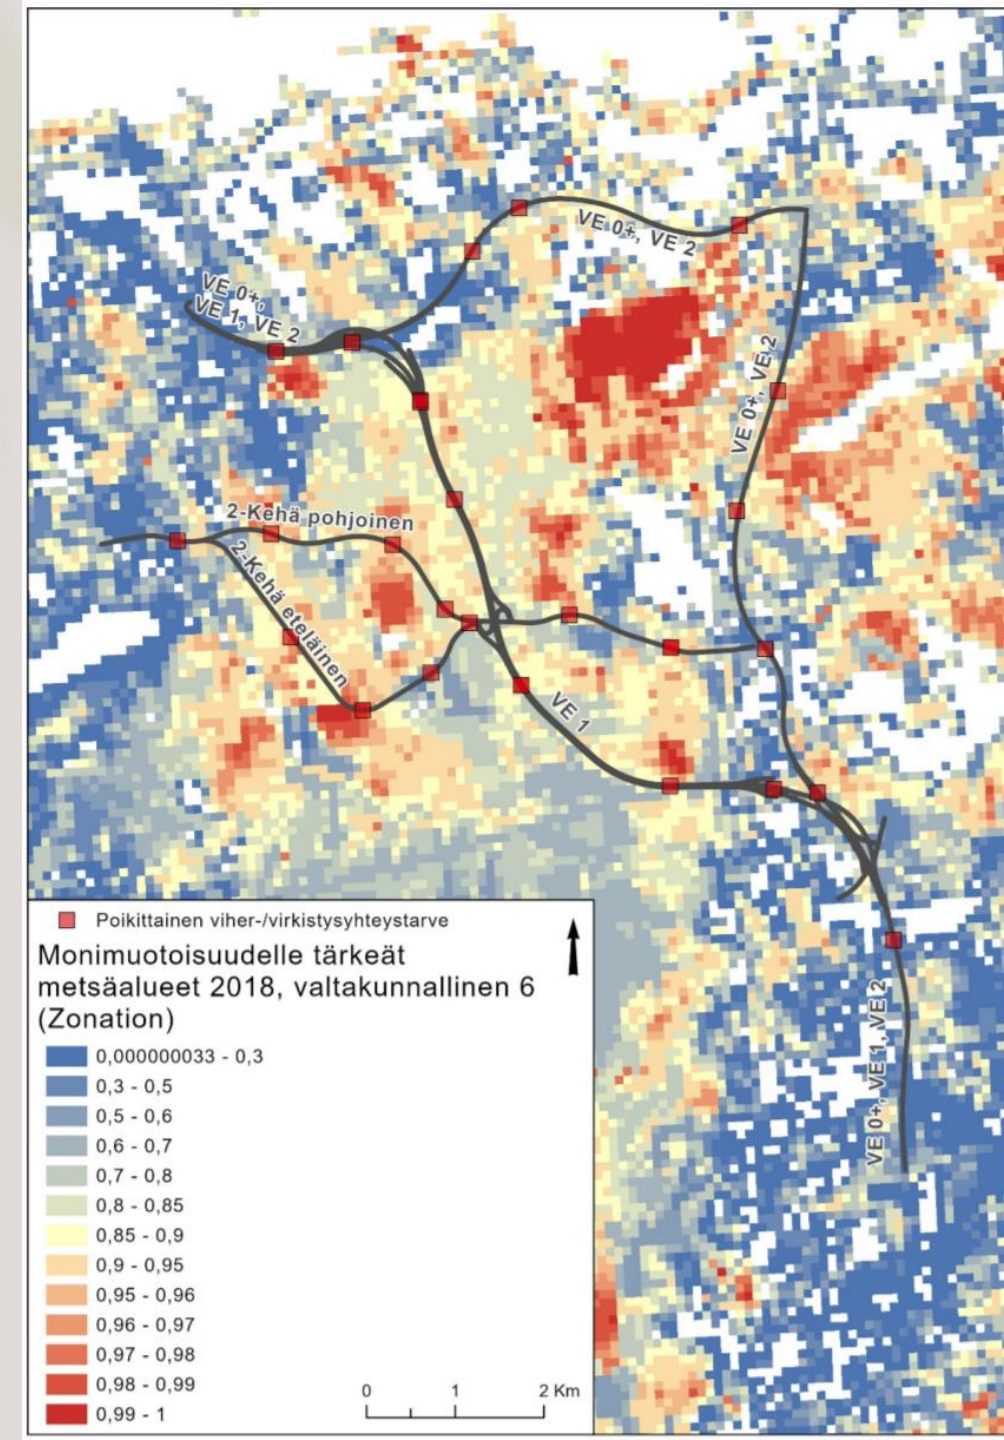 VE 0+, VE 2
VE 0+,
VE 1, VE 2
VE 0+, VE 2
2-Kehä pohjoinen
2-Kehä eteläinen
VE 1
VE 0+, VE 1, VE 2
Poikittainen viher-/virkistysyhteystarve
Monimuotoisuudelle tärkeät
metsäalueet 2018, valtakunnallinen 6
(Zonation)
0,000000033 - 0,3
0,3 - 0,5
0,5 - 0,6
0,6 - 0,7
0,7 - 0,8
0,8 - 0,85
0,85 - 0,9
0,9 - 0,95
0,95 - 0,96
0,96 - 0,97
0,97 - 0,98
0,98 - 0,99
0,99 - 1
0 1 2 Km